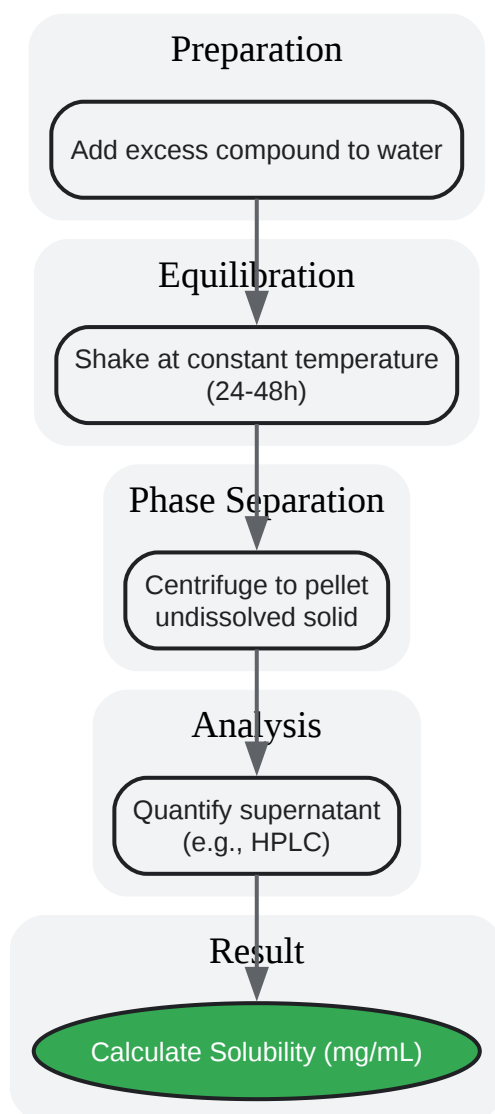 Preparation
Add excess compound to water
Equilibration
Shake at constant temperature
(24-48h)
Phase Separation
Centrifuge to pellet
undissolved solid
Analysis
Quantify supernatant
(e.g., HPLC)
Result
Calculate Solubility (mg/mL)